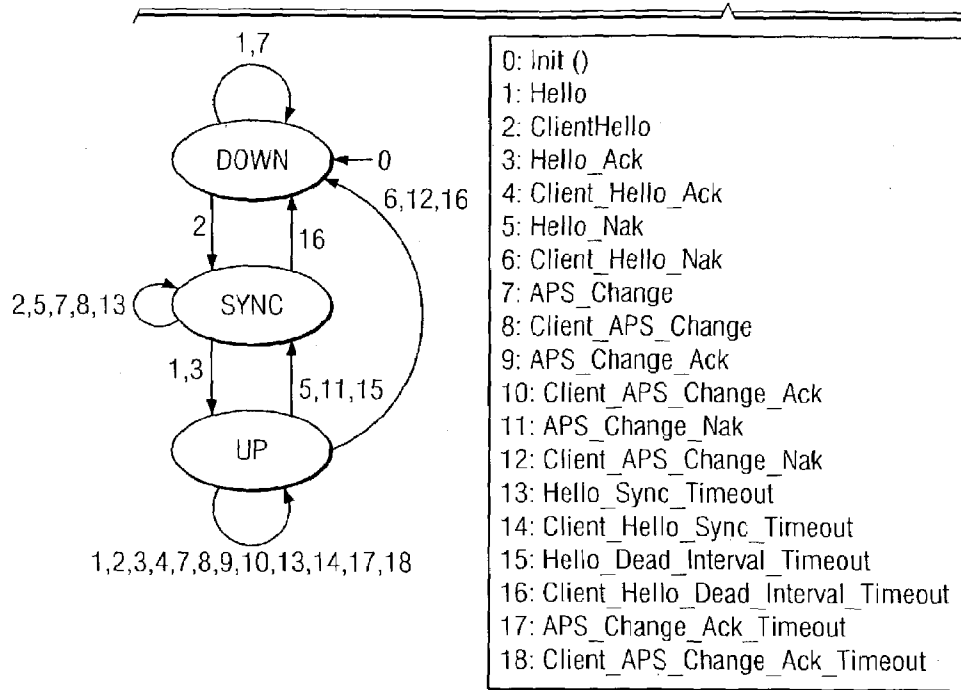 1,7
DOWN
0
6,12,16
2
16
2,5,7,8,13
SYNC
1,3
5,11,15
UP
1,2,3,4,7,8,9,10,13,14,17,18
0: Init ()
1: Hello
2: ClientHello
3: Hello_Ack
4: Client_Hello_Ack
5: Hello_Nak
6: Client_Hello_Nak
7: APS_Change
8: Client_APS_Change
9: APS_Change_Ack
10: Client_APS_Change_Ack
11: APS_Change_Nak
12: Client_APS_Change_Nak
13: Hello_Sync_Timeout
14: Client_Hello_Sync_Timeout
15: Hello_Dead_Interval_Timeout
16: Client_Hello_Dead_Interval_Timeout
17: APS_Change_Ack_Timeout
18: Client_APS_Change_Ack_Timeout